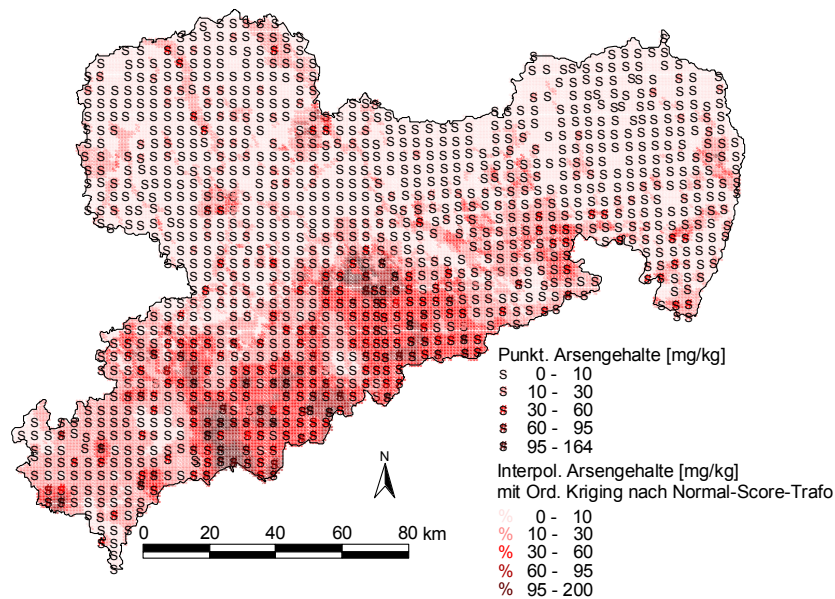 N
0 20 40 60 80 km
Punkt. Arsengehalte [mg/kg]
S 0 - 10
S 10 - 30
S 30 - 60
S 60 - 95
S 95 - 164
Interpol. Arsengehalte [mg/kg]
mit Ord. Kriging nach Normal-Score-Trafo
% 0 - 10
% 10 - 30
% 30 - 60
% 60 - 95
% 95 - 200